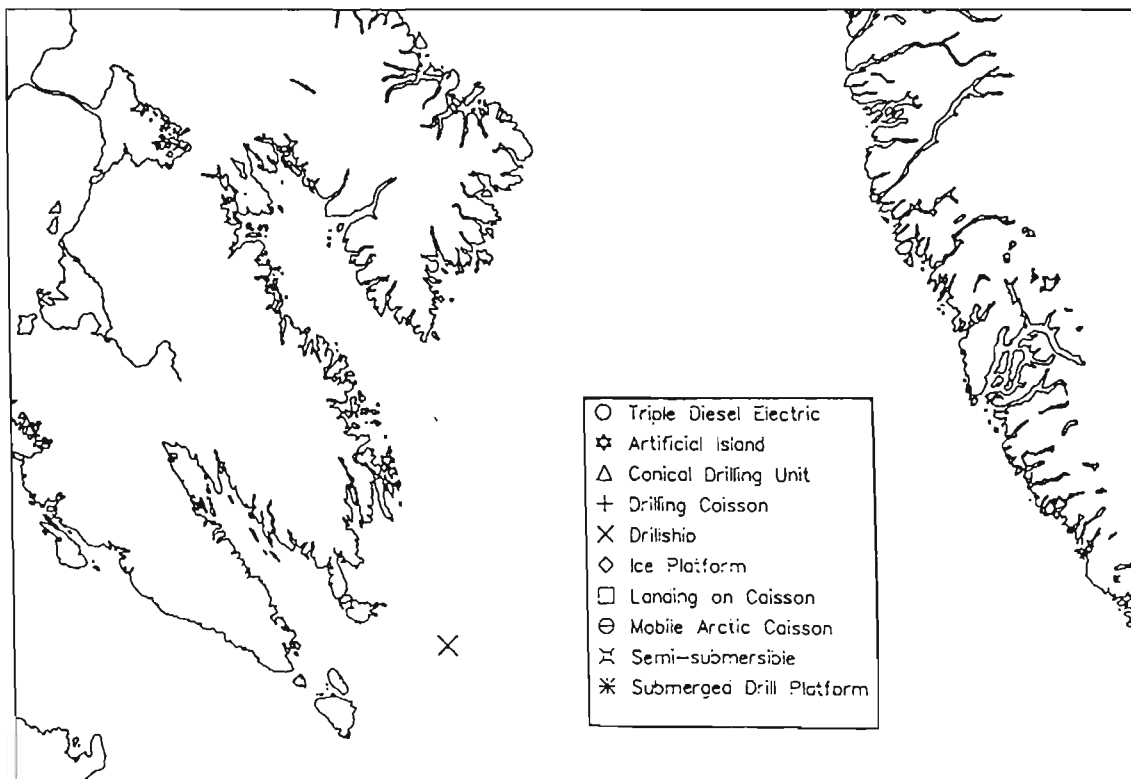 Triple Diesel Electric
Artificial Island
Conical Drilling Unit
Drilling Caisson
Drillship
Ice Platform
Landing on Caisson
Mobile Arctic Caisson
Semi-submersible
Submerged Drill Platform